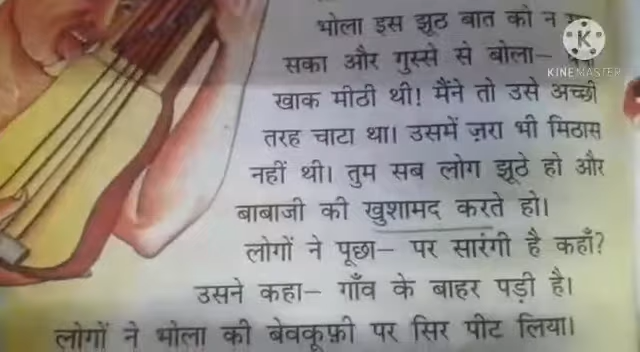 भोला इस झूठ बात को न
सका और गुस्से से बोला–
KINEMASTER
खाक मीठी थी! मैंने तो उसे अच्छी
तरह चाटा था। उसमें ज़रा भी मिठास
नहीं थी। तुम सब लोग झूठे हो और
बाबाजी की खुशामद करते हो।
लोगों ने पूछा– पर सारंगी है कहाँ?
उसने कहा– गाँव के बाहर पड़ी है।
लोगों ने भोला की बेवकूफ़ी पर सिर पीट लिया।